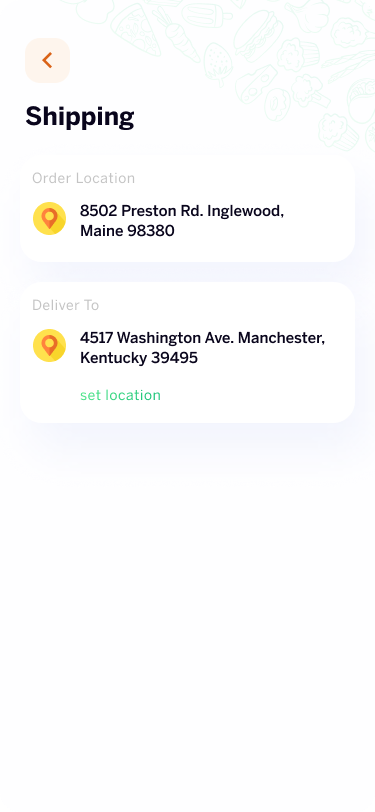 Shipping
Order Location
8502 Preston Rd. Inglewood,
Maine 98380
Deliver To
4517 Washington Ave. Manchester,
Kentucky 39495
set location